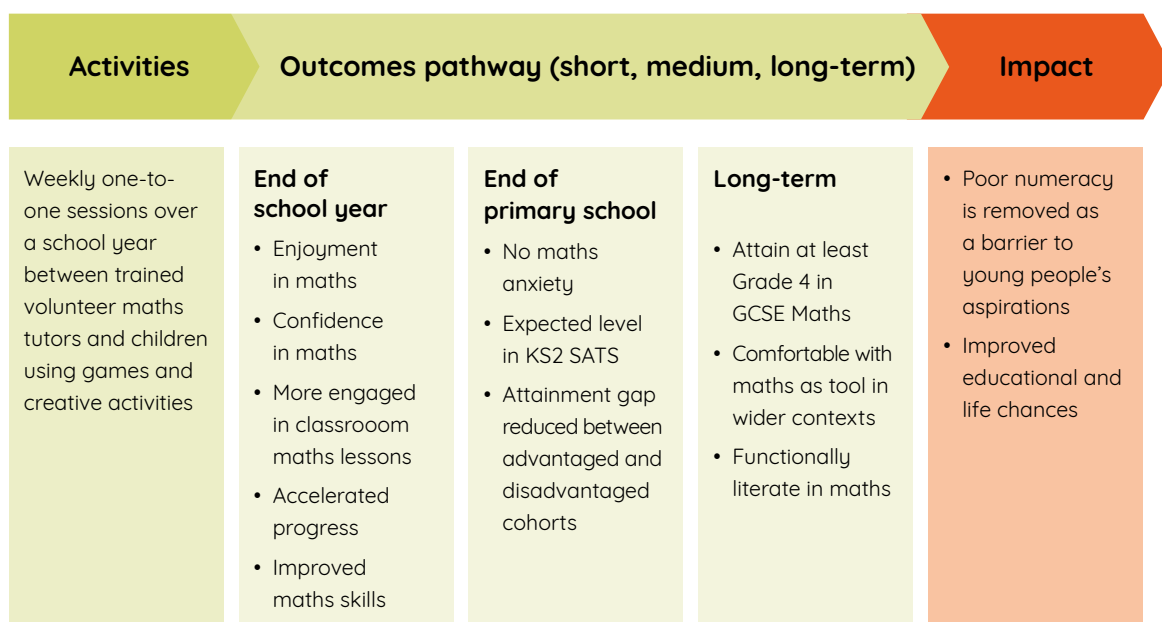 Activities
Outcomes pathway (short, medium, long-term)
Impact
Weekly one-to-
one sessions over
a school year
between trained
volunteer maths
tutors and children
using games and
creative activities
End of
school year
• Enjoyment
in maths
• Confidence
in maths
• More engaged
in classrooom
maths lessons
• Accelerated
progress
• Improved
maths skills
End of
primary school
• No maths
anxiety
• Expected level
in KS2 SATS
• Attainment gap
reduced between
advantaged and
disadvantaged
cohorts
Long-term
• Attain at least
Grade 4 in
GCSE Maths
• Comfortable with
maths as tool in
wider contexts
• Functionally
literate in maths
• Poor numeracy
is removed as
a barrier to
young people’s
aspirations
• Improved
educational and
life chances